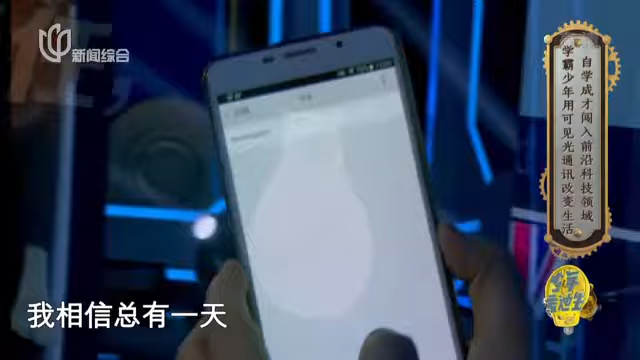 新闻综合
自学成才闯入前沿科技领域
学霸少年用可见光通讯改变生活
我相信总有一天